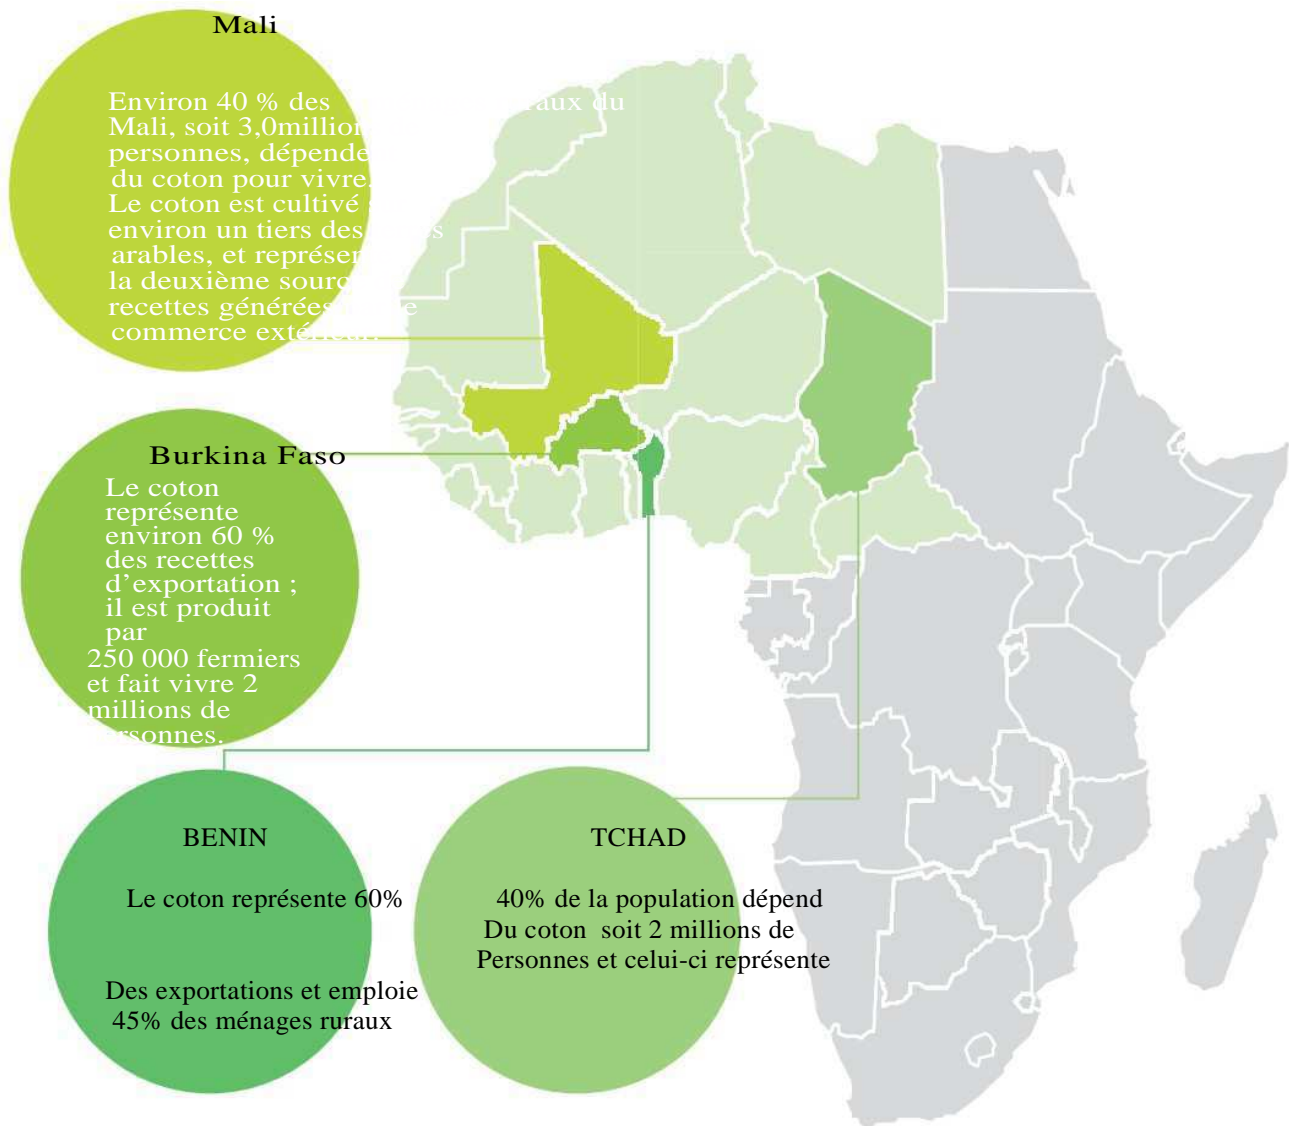 Mali
Environ 40 % des raux du
Mali, soit 3,0million
personnes, dépende
du coton pour vivre.
Le coton est cultivé
environ un tiers des s
arables, et représen
la deuxième sourc
recettes générées e
commerce extérieur.
Burkina Faso
Le coton
représente
environ 60 %
des recettes
d’exportation ;
il est produit
par
250 000 fermiers
et fait vivre 2
millions de
ersonnes.
BENIN
Le coton représente 60%
Des exportations et emploie
45% des ménages ruraux
TCHAD
40% de la population dépend
Du coton soit 2 millions de
Personnes et celui-ci représente